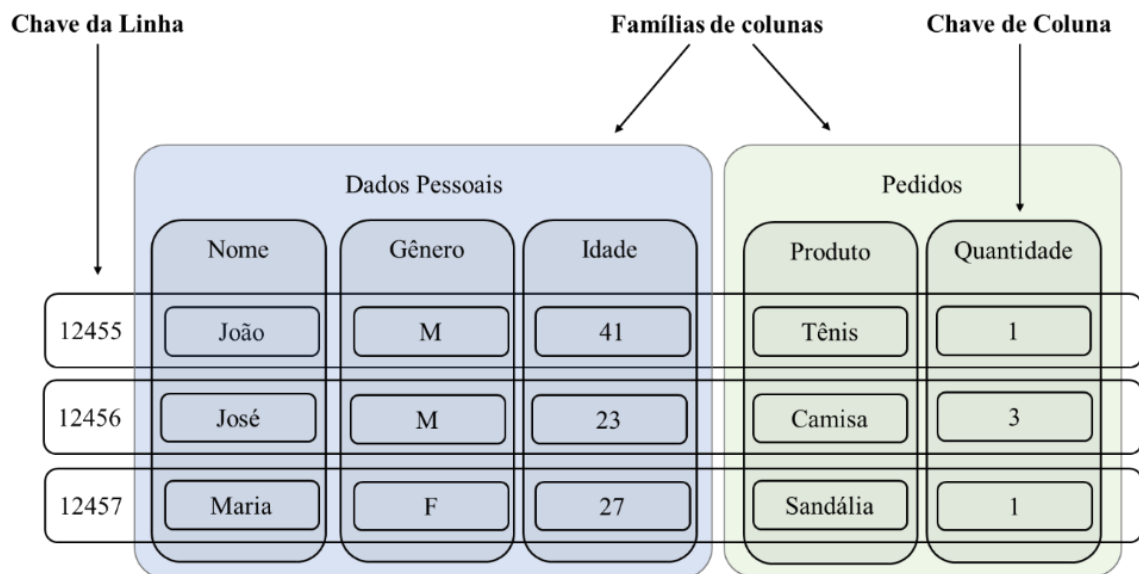 Chave da Linha
Famílias de colunas
Chave de Coluna
Dados Pessoais
Pedidos
Nome
Gênero
Idade
Produto
Quantidade
12455
João
M
41
Tênis
1
12456
José
M
23
Camisa
3
12457
Maria
F
27
Sandália
1